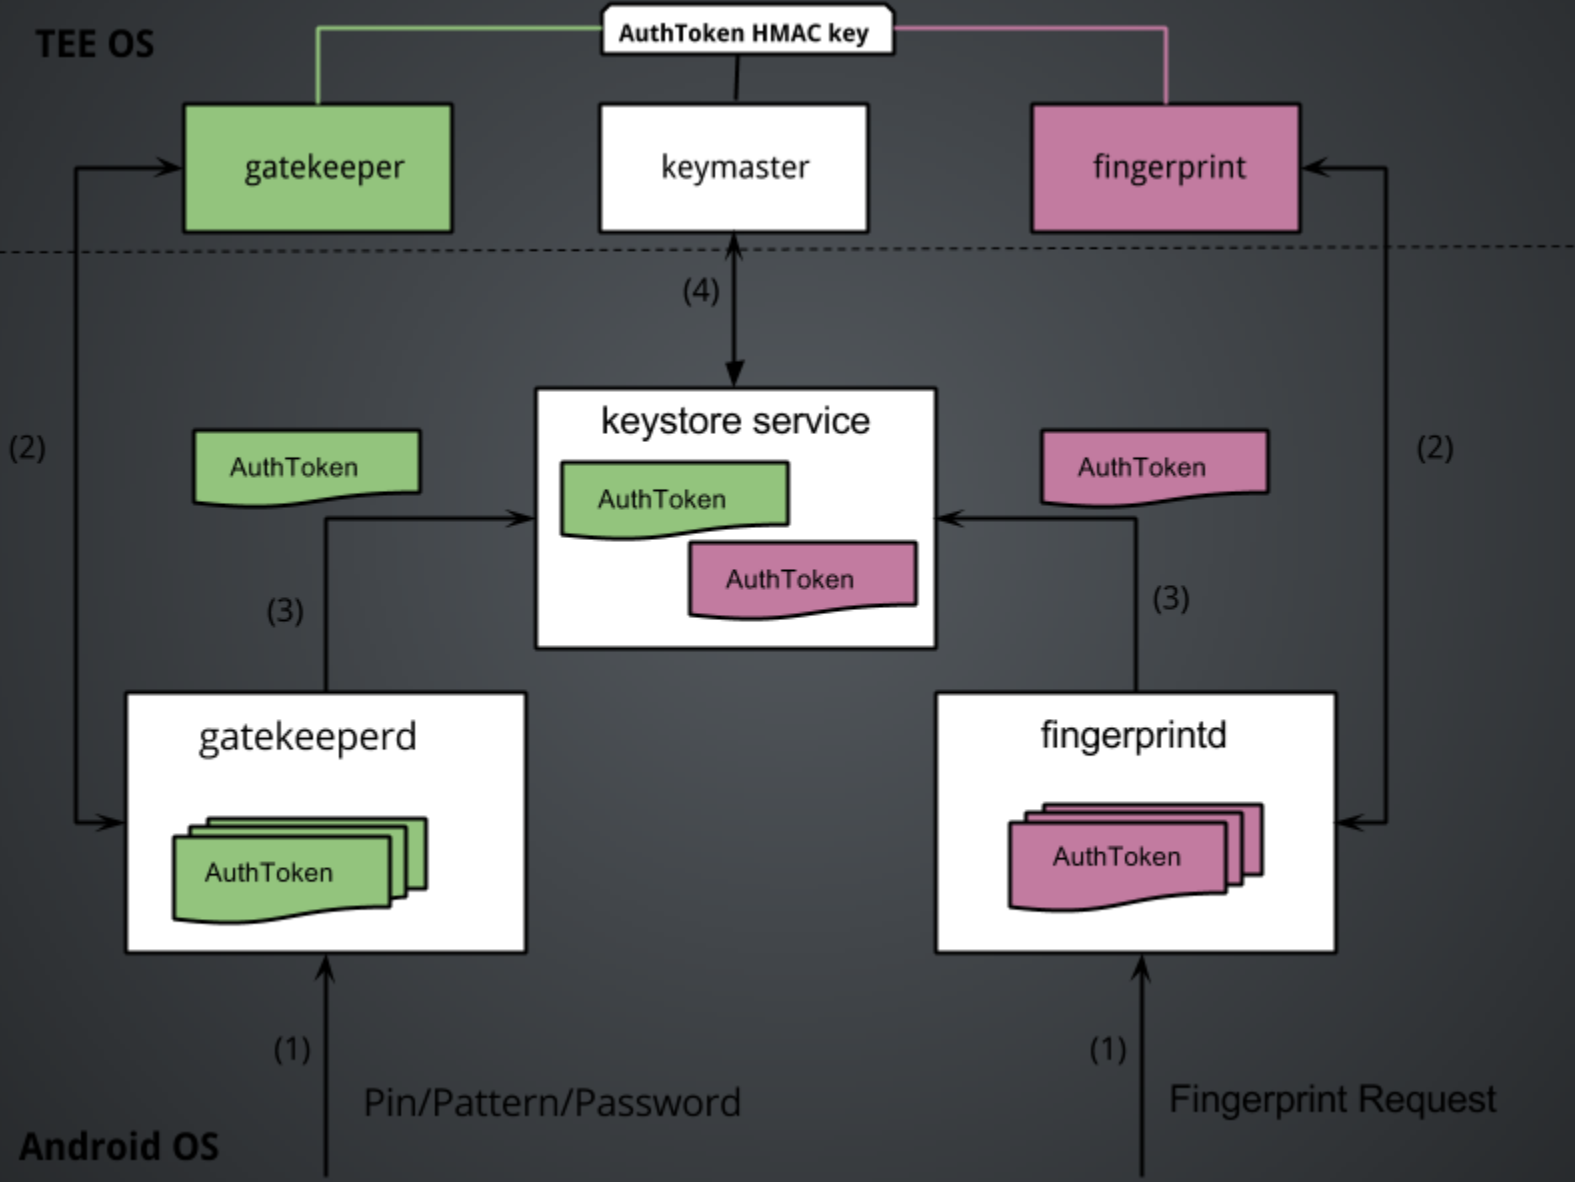 TEE OS
AuthToken HMAC key
gatekeeper
keymaster
fingerprint
(4)
(2)
AuthToken
keystore service
AuthToken
AuthToken
AuthToken
(2)
(3)
(3)
gatekeeperd
AuthToken
fingerprintd
AuthToken
(1)
Pin/Pattern/Password
(1)
Fingerprint Request
Android OS